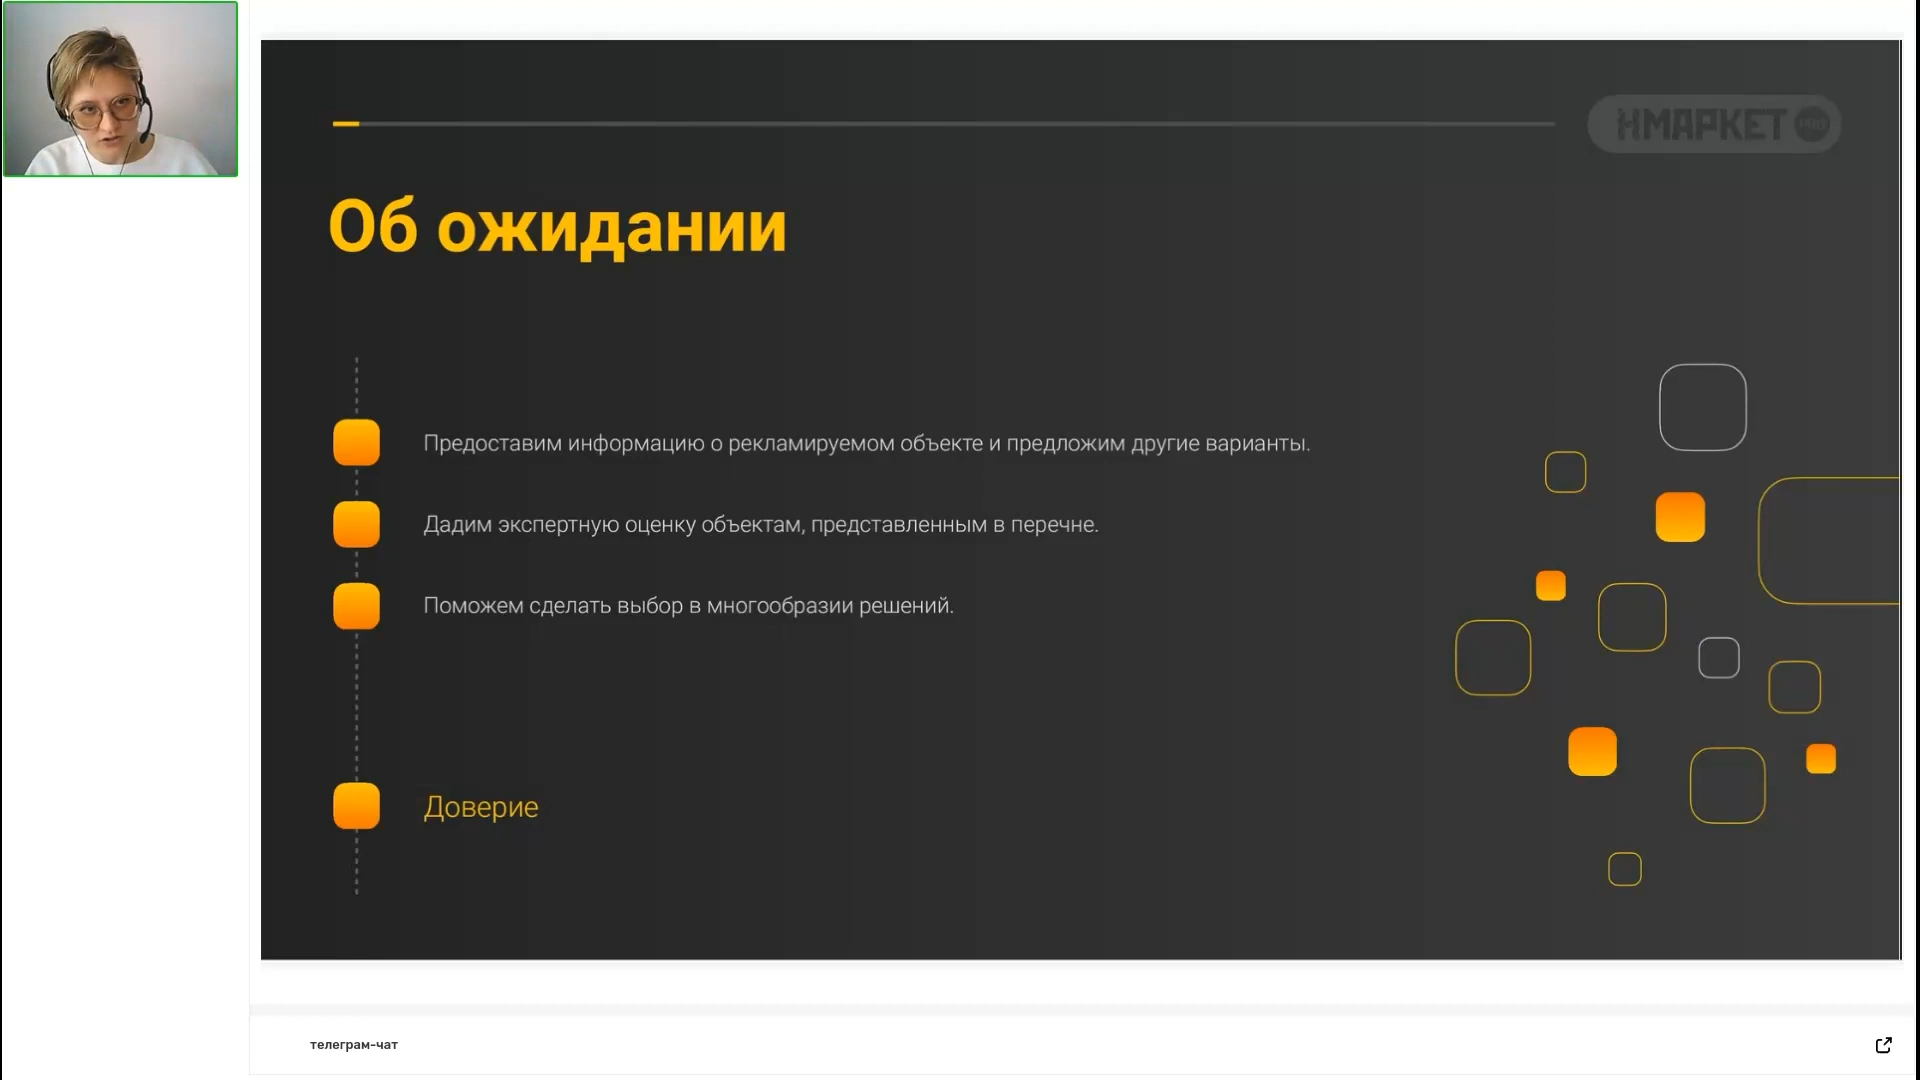 НМАРКЕТ PRO
Об ожидании
Предоставим информацию о рекламируемом объекте и предложим другие варианты.
Дадим экспертную оценку объектам, представленным в перечне.
Поможем сделать выбор в многообразии решений.
Доверие
телеграм-чат